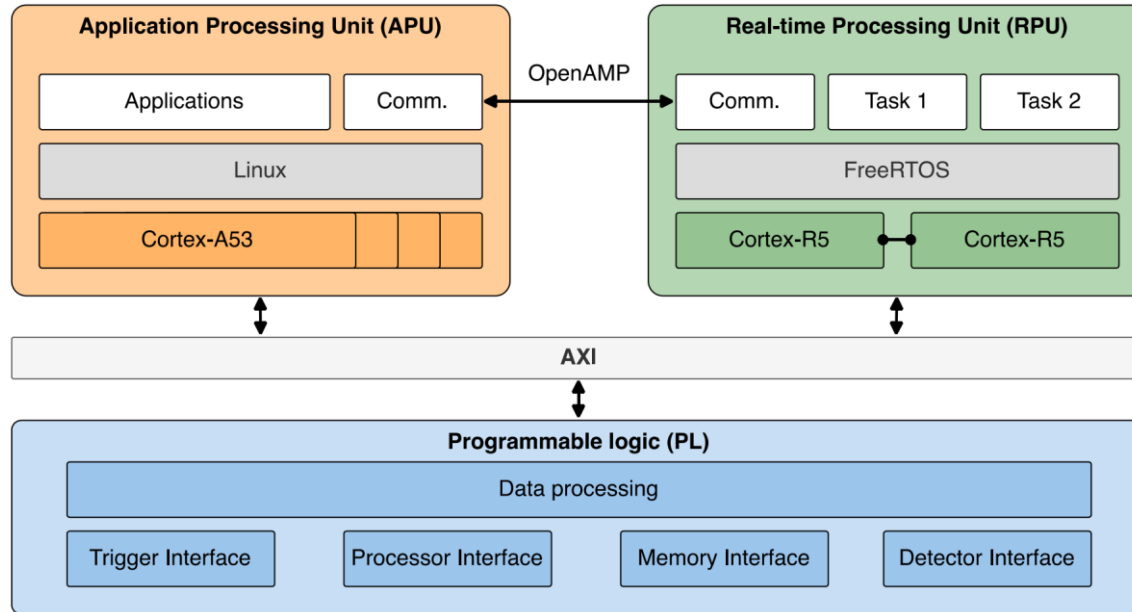 Application Processing Unit (APU)
Real-time Processing Unit (RPU)
OpenAMP
Applications
Comm.
Comm.
Task 1
Task 2
Linux
FreeRTOS
Cortex-A53
Cortex-R5
Cortex-R5
AXI
Programmable logic (PL)
Data processing
Trigger Interface
Processor Interface
Memory Interface
Detector Interface